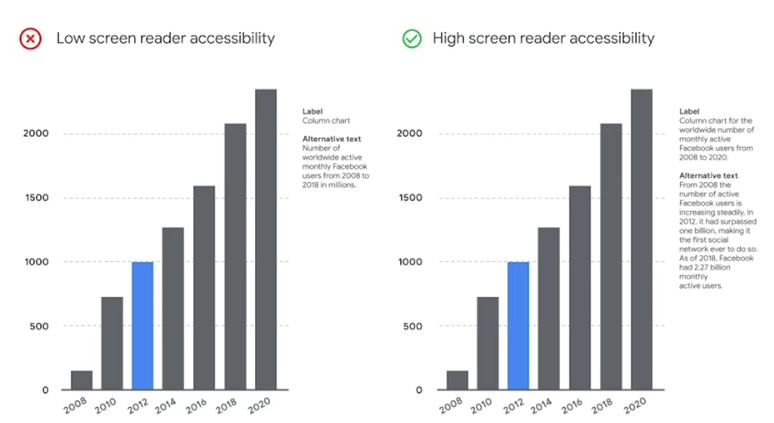 Low screen reader accessibility
2000
1500
1000
500
0
2008
2010
2012
2014
2016
2018
2020
Label
Column chart
Alternative text
Number of
worldwide active
monthly Facebook
users from 2008 to
2018 in millions.
High screen reader accessibility
2000
1500
1000
500
0
2008
2010
2012
2014
2016
2018
2020
Label
Column chart for the
worldwide number of
monthly active
Facebook users from
2008 to 2020.
Alternative text
From 2008 the
number of active
Facebook users is
increasing steadily. In
2012, it had surpassed
one billion, making it
the first social
network ever to do so.
As of 2018, Facebook
had 2.27 billion
monthly
active users.